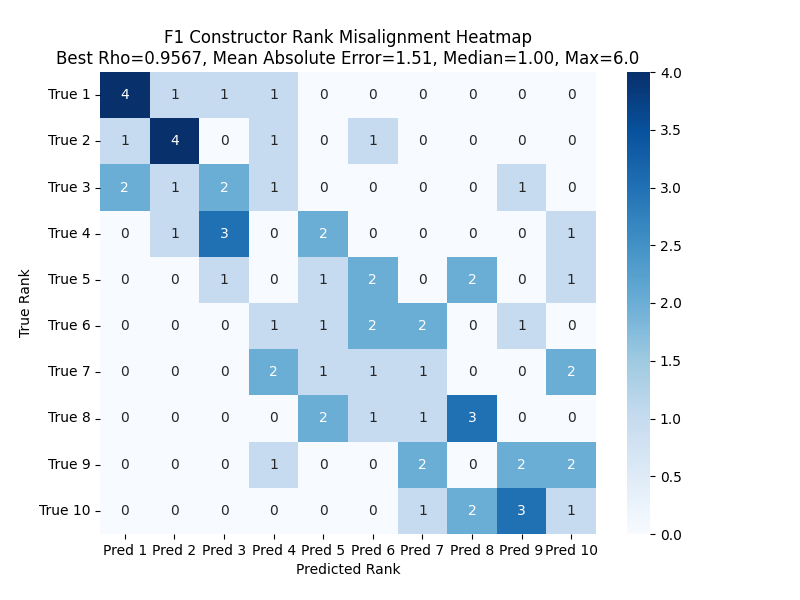 F1 Constructor Rank Misalignment Heatmap
Best Rho=0.9567, Mean Absolute Error=1.51, Median=1.00, Max=6.0
True 1 4 1 1 1 0 0 0 0 0 0
True 2 1 4 0 1 0 1 0 0 0 0
True 3 2 1 2 1 0 0 0 0 1 0
True 4 0 1 3 0 2 0 0 0 0 1
True 5 0 0 1 0 1 2 0 2 0 1
True 6 0 0 0 1 1 2 2 0 1 0
True 7 0 0 0 2 1 1 1 0 0 2
True 8 0 0 0 0 2 1 1 3 0 0
True 9 0 0 0 1 0 0 2 0 2 2
True 10 0 0 0 0 0 0 1 2 3 1
Pred 1 Pred 2 Pred 3 Pred 4 Pred 5 Pred 6 Pred 7 Pred 8 Pred 9 Pred 10
Predicted Rank
True Rank
4.0
3.5
3.0
2.5
2.0
1.5
1.0
0.5
0.0